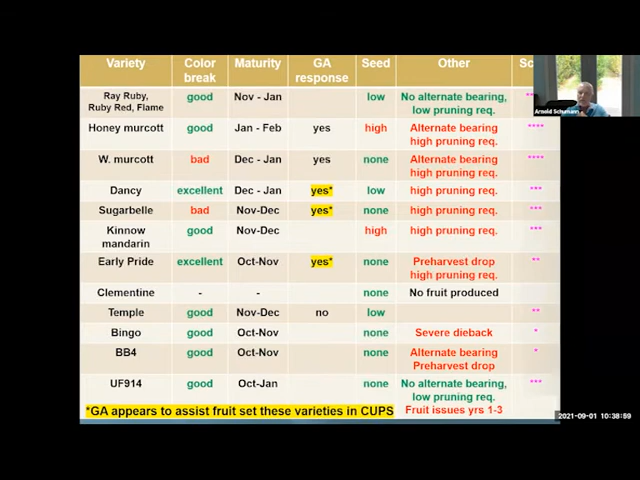 Variety Color break Maturity GA response Seed Other
Ray Ruby, Ruby Red, Flame good Nov - Jan low No alternate bearing, low pruning req.
Honey murcott good Jan - Feb yes high Alternate bearing high pruning req. ****
W. murcott bad Dec - Jan yes none Alternate bearing high pruning req. ****
Dancy excellent Dec - Jan yes* low high pruning req. ***
Sugarbelle bad Nov-Dec yes* none high pruning req. ***
Kinnow mandarin good Nov-Dec high high pruning req. ***
Early Pride excellent Oct-Nov yes* none Preharvest drop high pruning req. **
Clementine - - none No fruit produced
Temple good Nov-Dec no low **
Bingo good Oct-Nov none Severe dieback *
BB4 good Oct-Nov none Alternate bearing Preharvest drop *
UF914 good Oct-Jan none No alternate bearing, low pruning req. Fruit issues yrs 1-3 ***
*GA appears to assist fruit set these varieties in CUPS
Arnold Schumann
2021-09-01 10:38:59